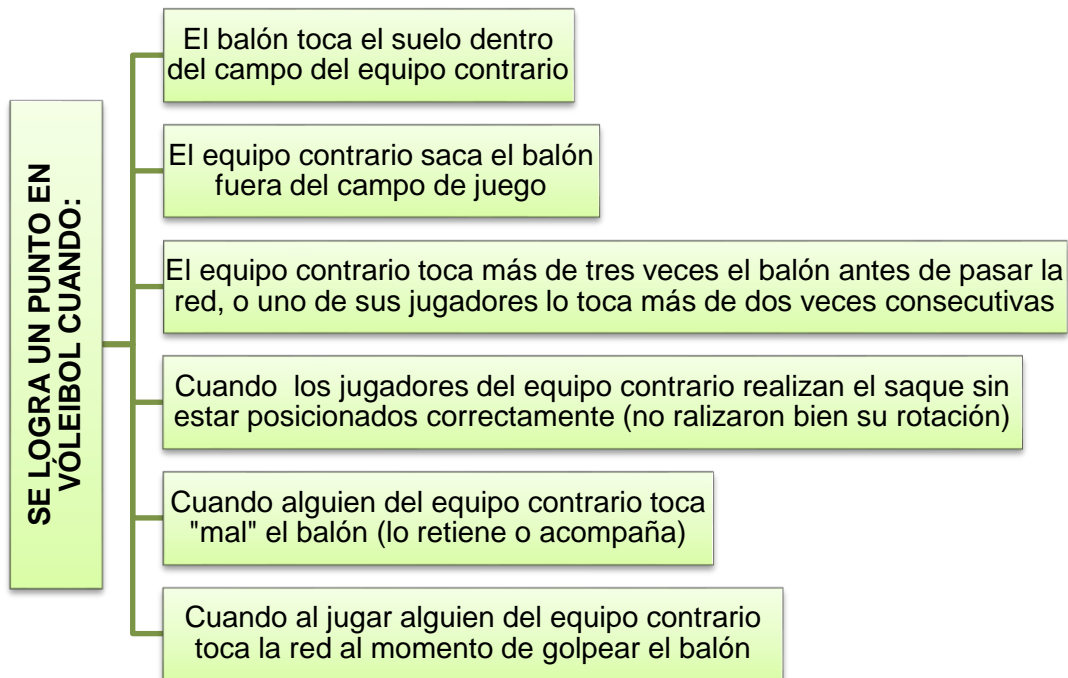 SE LOGRA UN PUNTO EN
VÓLEIBOL CUANDO:
El balón toca el suelo dentro
del campo del equipo contrario
El equipo contrario saca el balón
fuera del campo de juego
El equipo contrario toca más de tres veces el balón antes de pasar la
red, o uno de sus jugadores lo toca más de dos veces consecutivas
Cuando los jugadores del equipo contrario realizan el saque sin
estar posicionados correctamente (no ralizaron bien su rotación)
Cuando alguien del equipo contrario toca
"mal" el balón (lo retiene o acompaña)
Cuando al jugar alguien del equipo contrario
toca la red al momento de golpear el balón